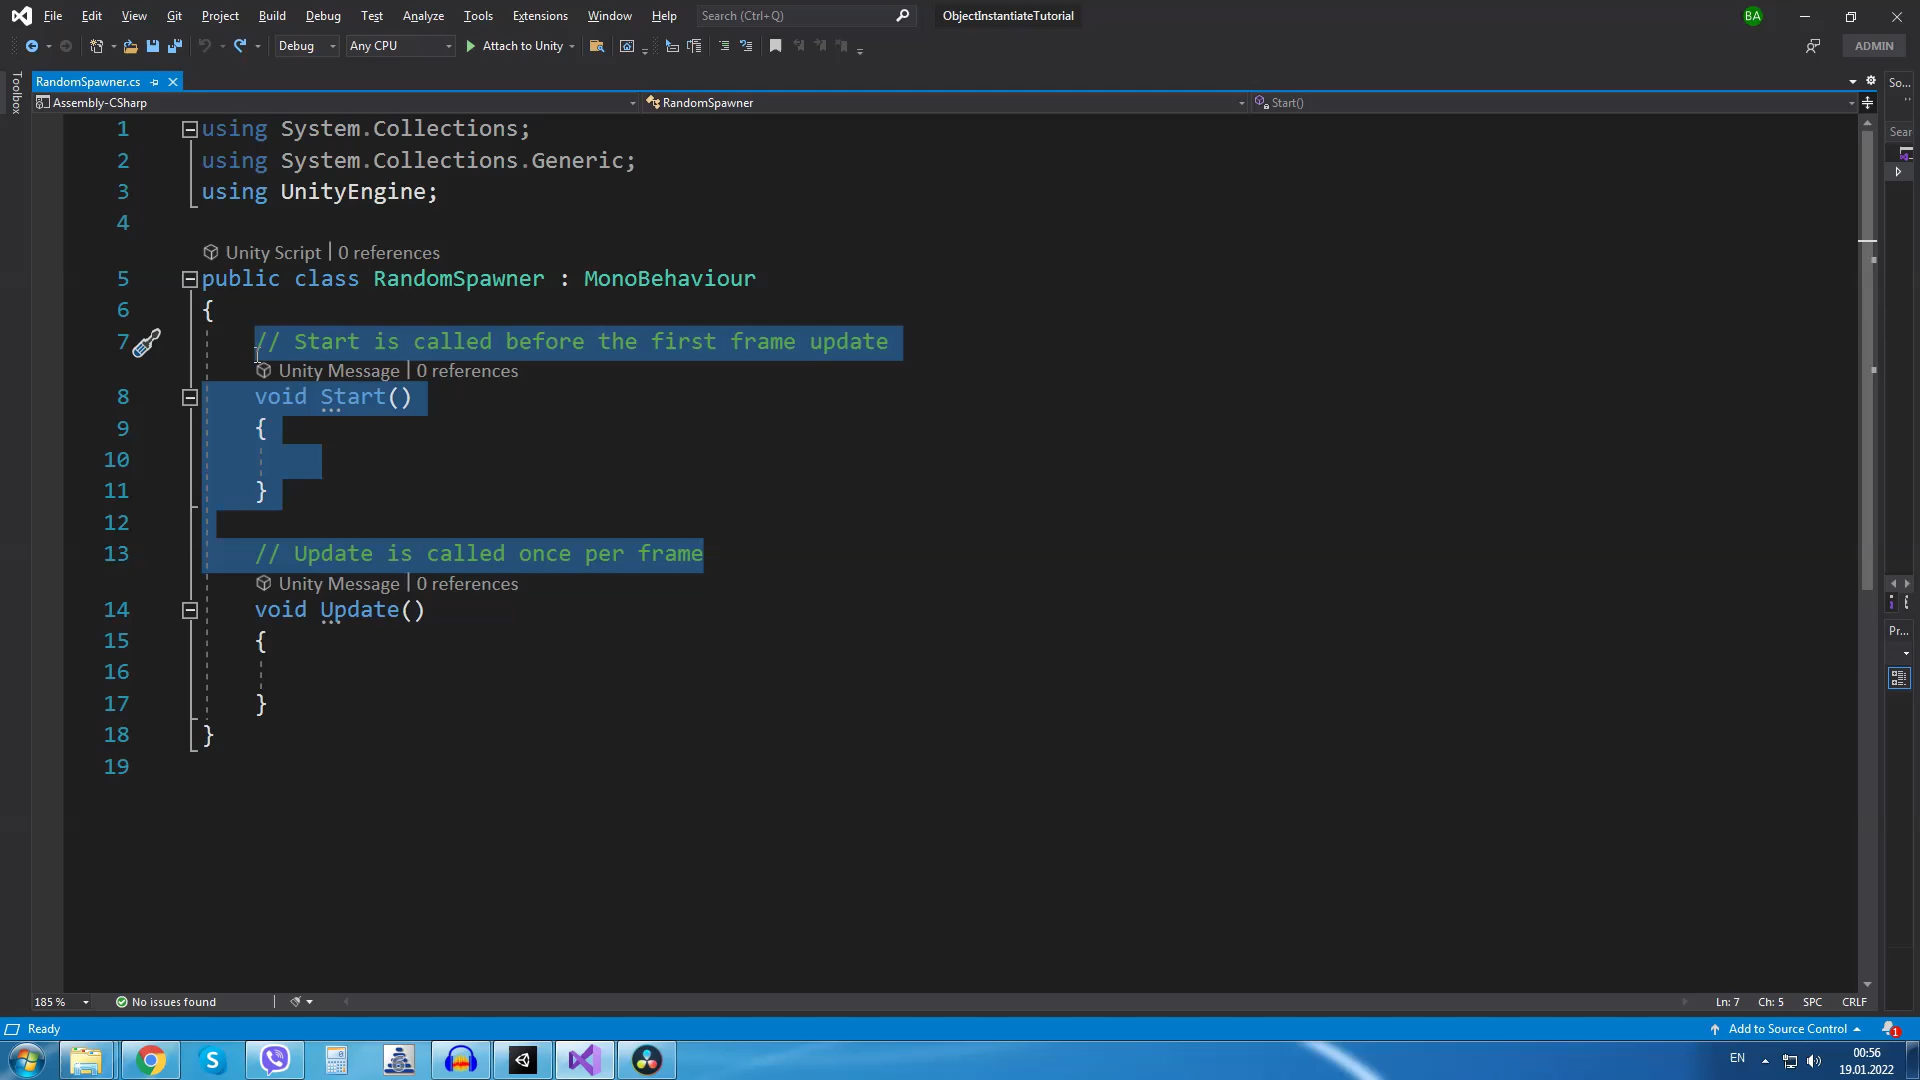 File Edit View Git Project Build Debug Test Analyze Tools Extensions Window Help Search (Ctrl+Q) ObjectInstantiateTutorial BA
Debug Any CPU Attach to Unity ADMIN
Toolbox
RandomSpawner.cs So...
Assembly-CSharp RandomSpawner Start()
Sear
1 using System.Collections;
2 using System.Collections.Generic;
3 using UnityEngine;
4
Unity Script | 0 references
5 public class RandomSpawner : MonoBehaviour
6 {
7 // Start is called before the first frame update
Unity Message | 0 references
8 void Start()
9 {
10
11 }
12
13 // Update is called once per frame
Unity Message | 0 references
14 void Update()
15 {
16
17 }
18 }
19
Pr...
185 % No issues found Ln: 7 Ch: 5 SPC CRLF
Ready Add to Source Control 1
EN 00:56
19.01.2022